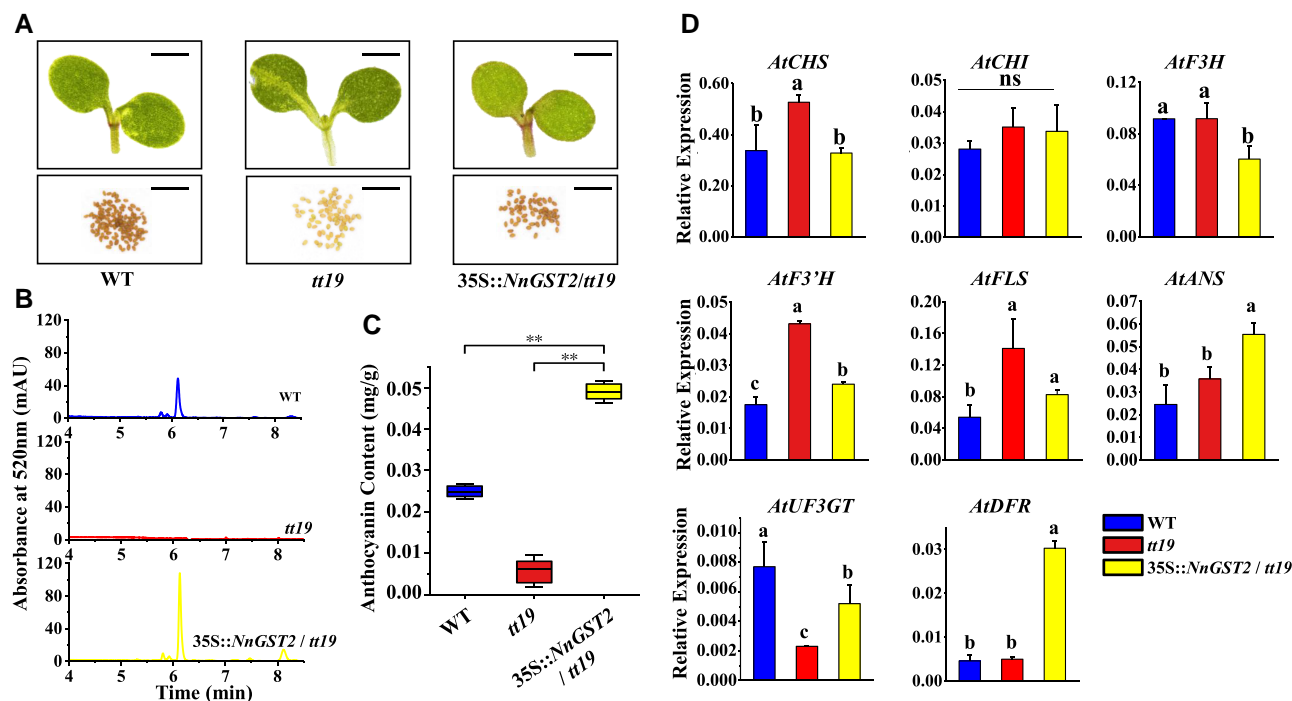 A
WT
tt19
35S::NnGST2/tt19
B
Absorbance at 520nm (mAU)
120
80
40
0
4 5 6 7 8
WT
120
80
40
0
4 5 6 7 8
tt19
120
80
40
0
4 5 6 7 8
35S::NnGST2 / tt19
Time (min)
C
Anthocyanin Content (mg/g)
0.05
0.04
0.03
0.02
0.01
0.00
**
**
WT
tt19
35S::NnGST2
/ tt19
D
AtCHS
Relative Expression
0.60
0.40
0.20
0.00
b a b
AtCHI
ns
0.05
0.04
0.03
0.02
0.01
0.00
AtF3H
0.12
0.09
0.06
0.03
0.00
a a b
AtF3’H
Relative Expression
0.05
0.04
0.03
0.02
0.01
0.00
c a b
AtFLS
0.20
0.16
0.12
0.08
0.04
0.00
b a a
AtANS
0.07
0.06
0.05
0.04
0.03
0.02
0.01
0.00
b b a
AtUF3GT
Relative Expression
0.010
0.008
0.006
0.004
0.002
0.000
a c b
AtDFR
0.03
0.02
0.01
0.00
b b a
WT
tt19
35S::NnGST2 / tt19